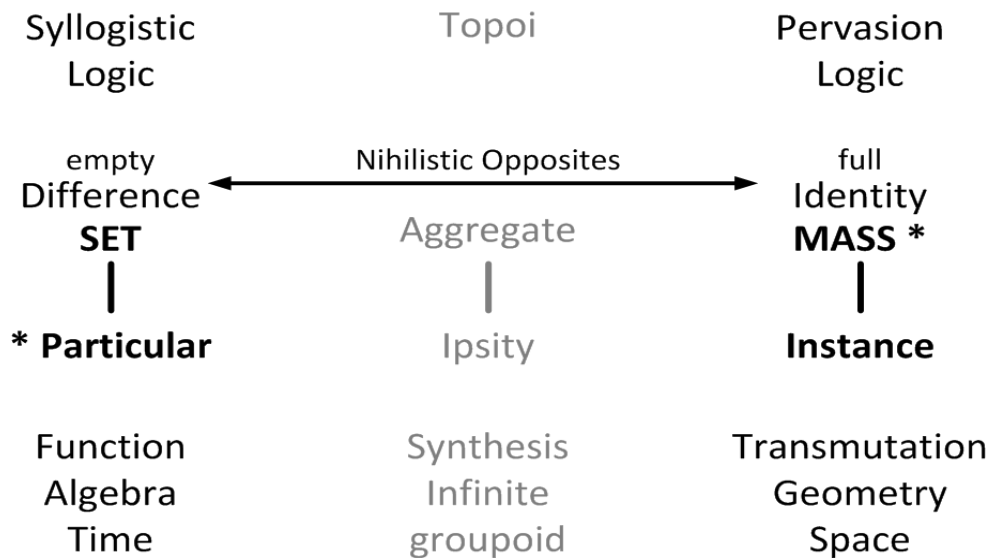 Syllogistic
Logic
Topoi
Pervasion
Logic
empty
Difference
SET
Nihilistic Opposites
full
Identity
MASS *
Aggregate
* Particular
Ipsity
Instance
Function
Algebra
Time
Synthesis
Infinite
groupoid
Transmutation
Geometry
Space